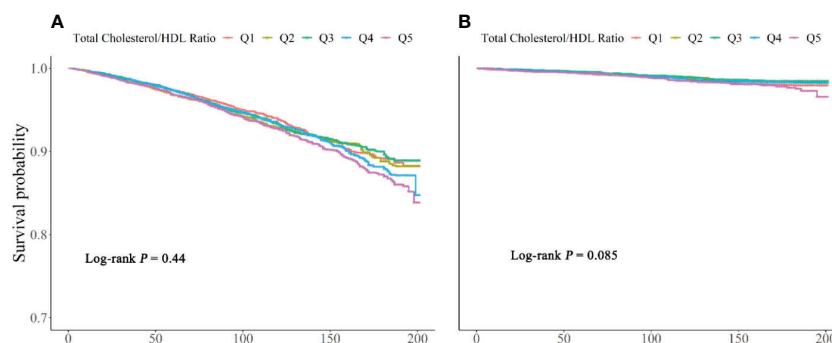 A
B
Total Cholesterol/HDL Ratio Q1 Q2 Q3 Q4 Q5
Total Cholesterol/HDL Ratio Q1 Q2 Q3 Q4 Q5
Survival probability
1.0
0.9
0.8
0.7
Log-rank P = 0.44
Log-rank P = 0.085
0 50 100 150 200
0 50 100 150 200